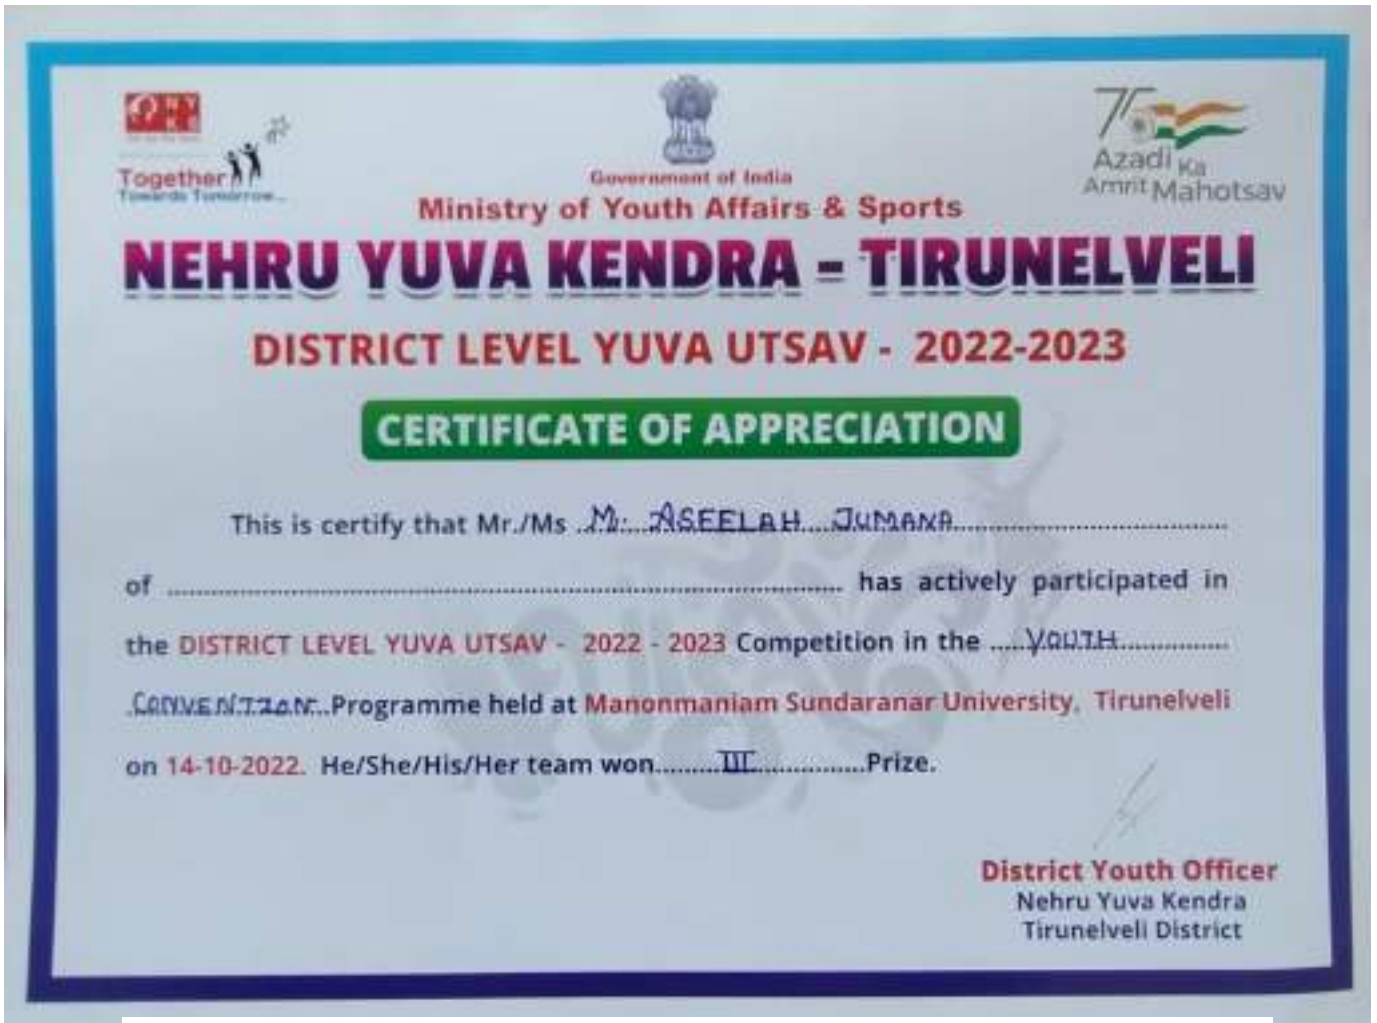 NYKS
Together
Towards Tomorrow...
75
Azadi Ka
Amrit Mahotsav
Government of India
Ministry of Youth Affairs & Sports
NEHRU YUVA KENDRA - TIRUNELVELI
DISTRICT LEVEL YUVA UTSAV - 2022-2023
CERTIFICATE OF APPRECIATION
This is certify that Mr./Ms M. ASEELAH JUMANA
of ........ has actively participated in
the DISTRICT LEVEL YUVA UTSAV - 2022 - 2023 Competition in the YOUTH
CONVENTION Programme held at Manonmaniam Sundaranar University, Tirunelveli
on 14-10-2022. He/She/His/Her team won III Prize.
District Youth Officer
Nehru Yuva Kendra
Tirunelveli District